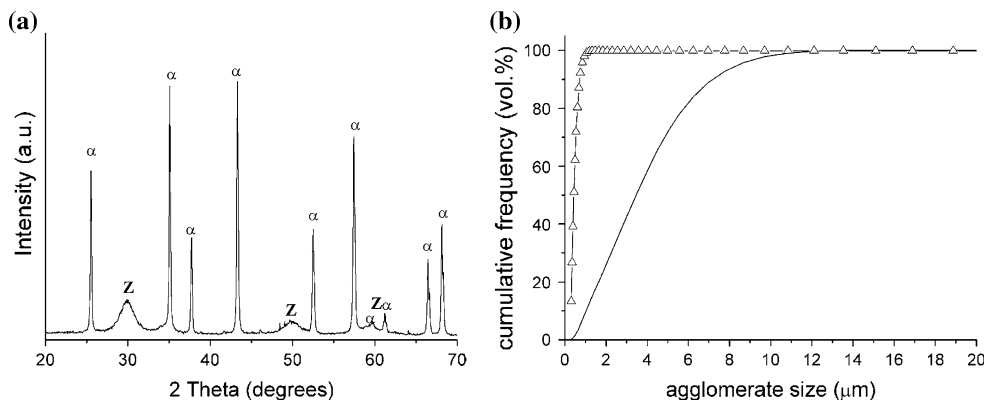 (a)
Intensity (a.u.)
α
Z
α
α
α
Z
α
α
Z
α
α
α
α
20 30 40 50 60 70
2 Theta (degrees)
(b)
cumulative frequency (vol.%)
100
80
60
40
20
0
0 2 4 6 8 10 12 14 16 18 20
agglomerate size (μm)